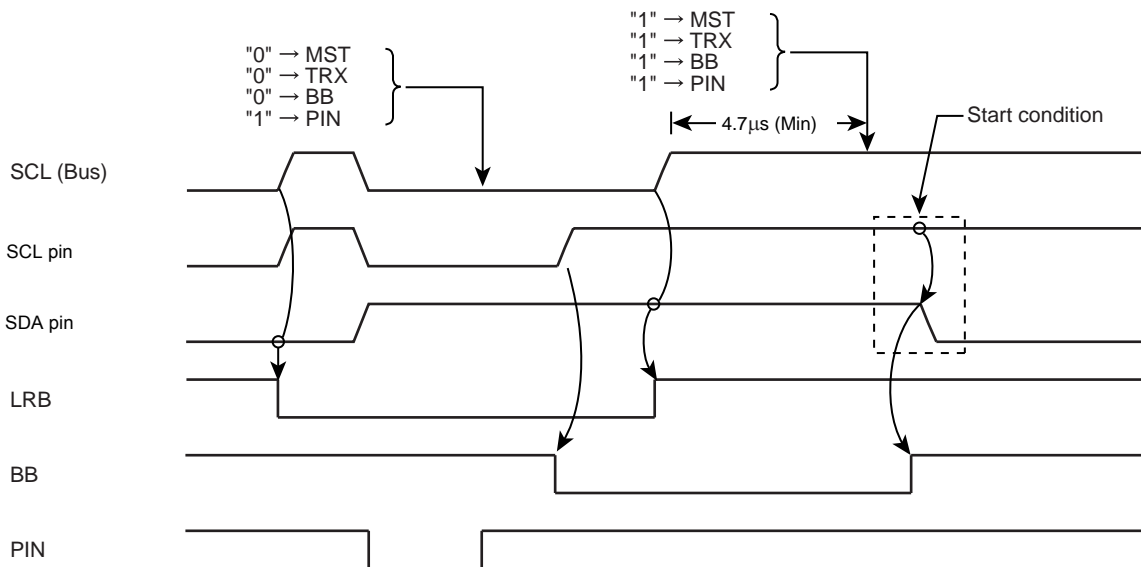 "0" → MST
"0" → TRX
"0" → BB
"1" → PIN
"1" → MST
"1" → TRX
"1" → BB
"1" → PIN
4.7μs (Min)
Start condition
SCL (Bus)
SCL pin
SDA pin
LRB
BB
PIN